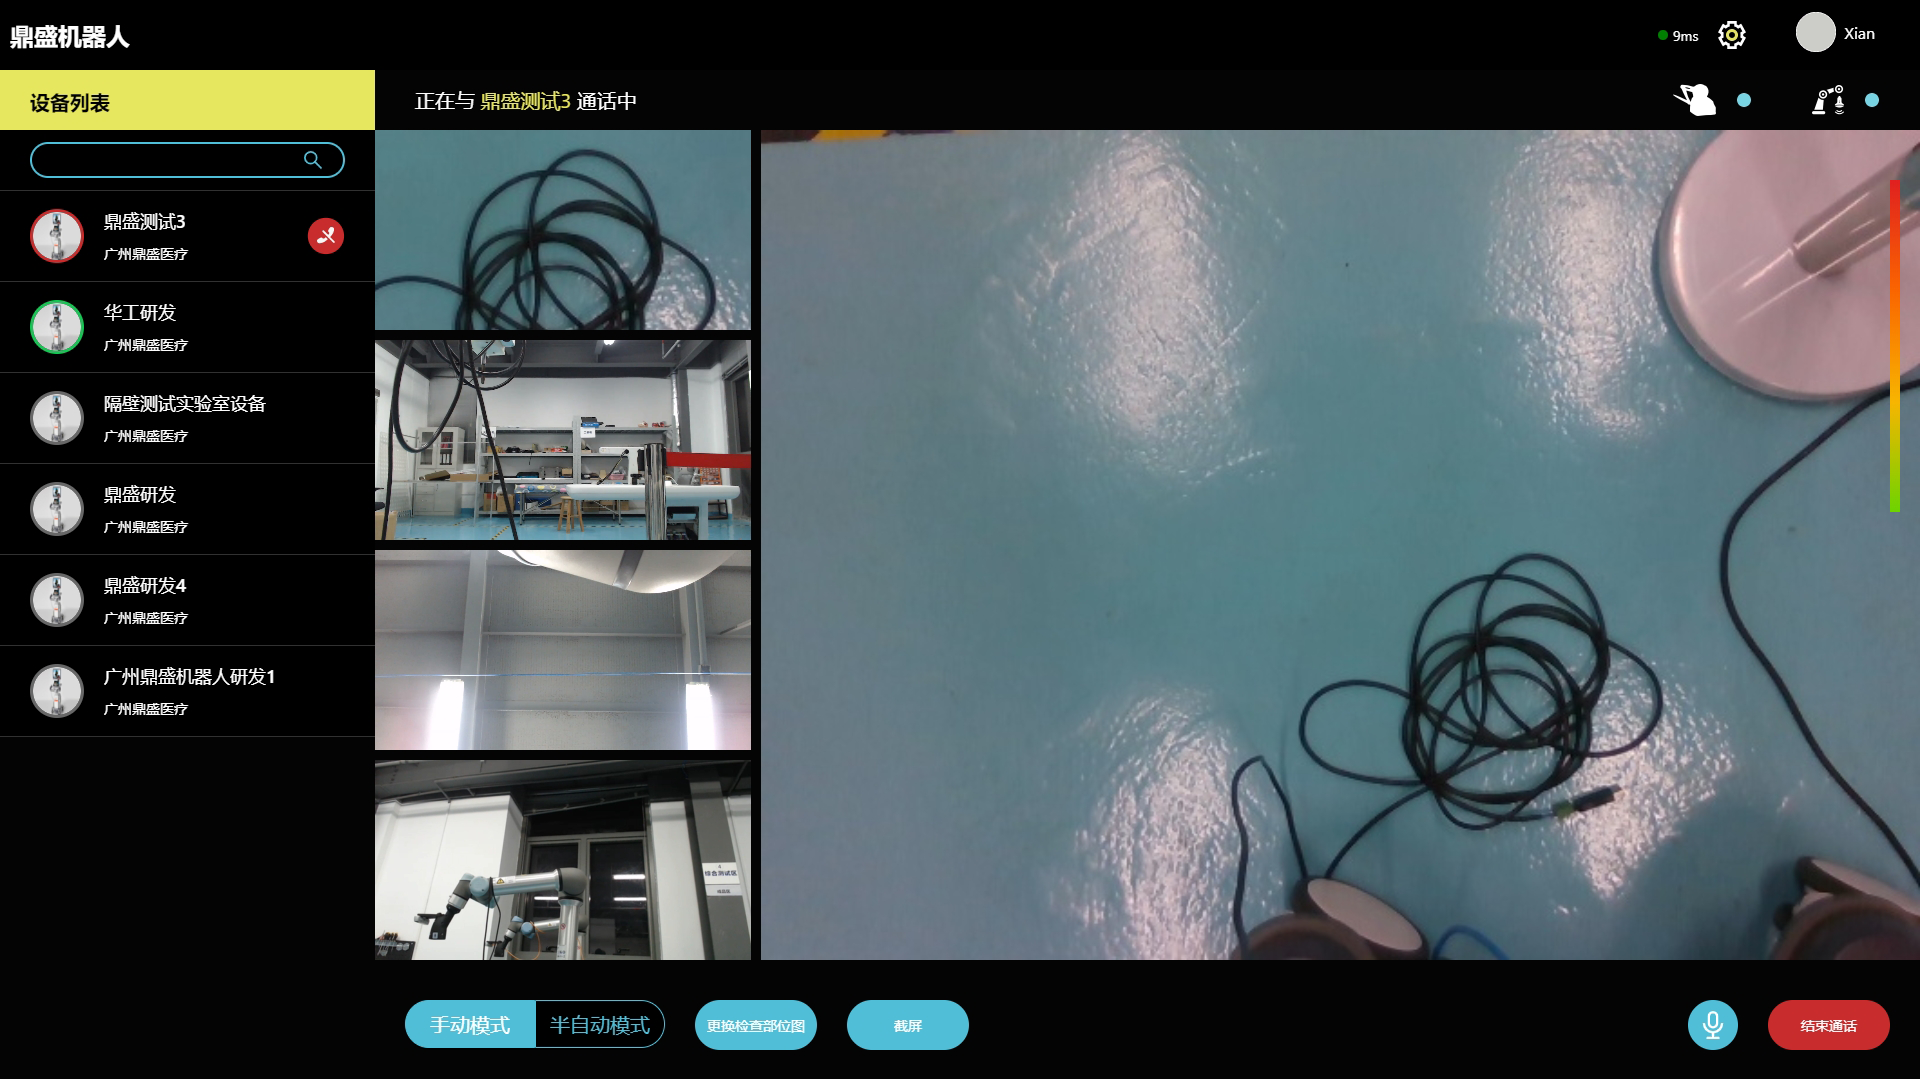 鼎盛机器人
9ms
Xian
设备列表
正在与 鼎盛测试3 通话中
鼎盛测试3
广州鼎盛医疗
华工研发
广州鼎盛医疗
隔壁测试实验室设备
广州鼎盛医疗
鼎盛研发
广州鼎盛医疗
鼎盛研发4
广州鼎盛医疗
广州鼎盛机器人研发1
广州鼎盛医疗
4
综合测试区
手动模式
半自动模式
更换检查部位图
截屏
结束通话